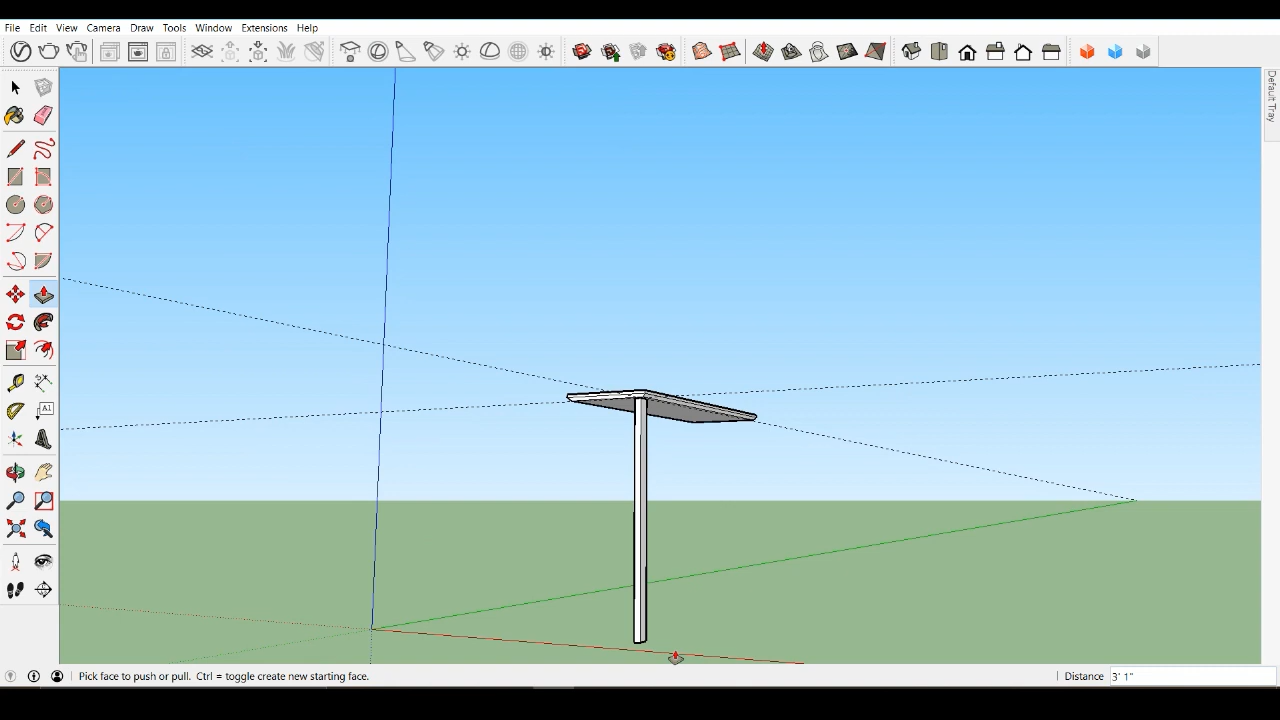 File Edit View Camera Draw Tools Window Extensions Help
Default Tray
A1
Pick face to push or pull. Ctrl = toggle create new starting face.
Distance 3' 1"